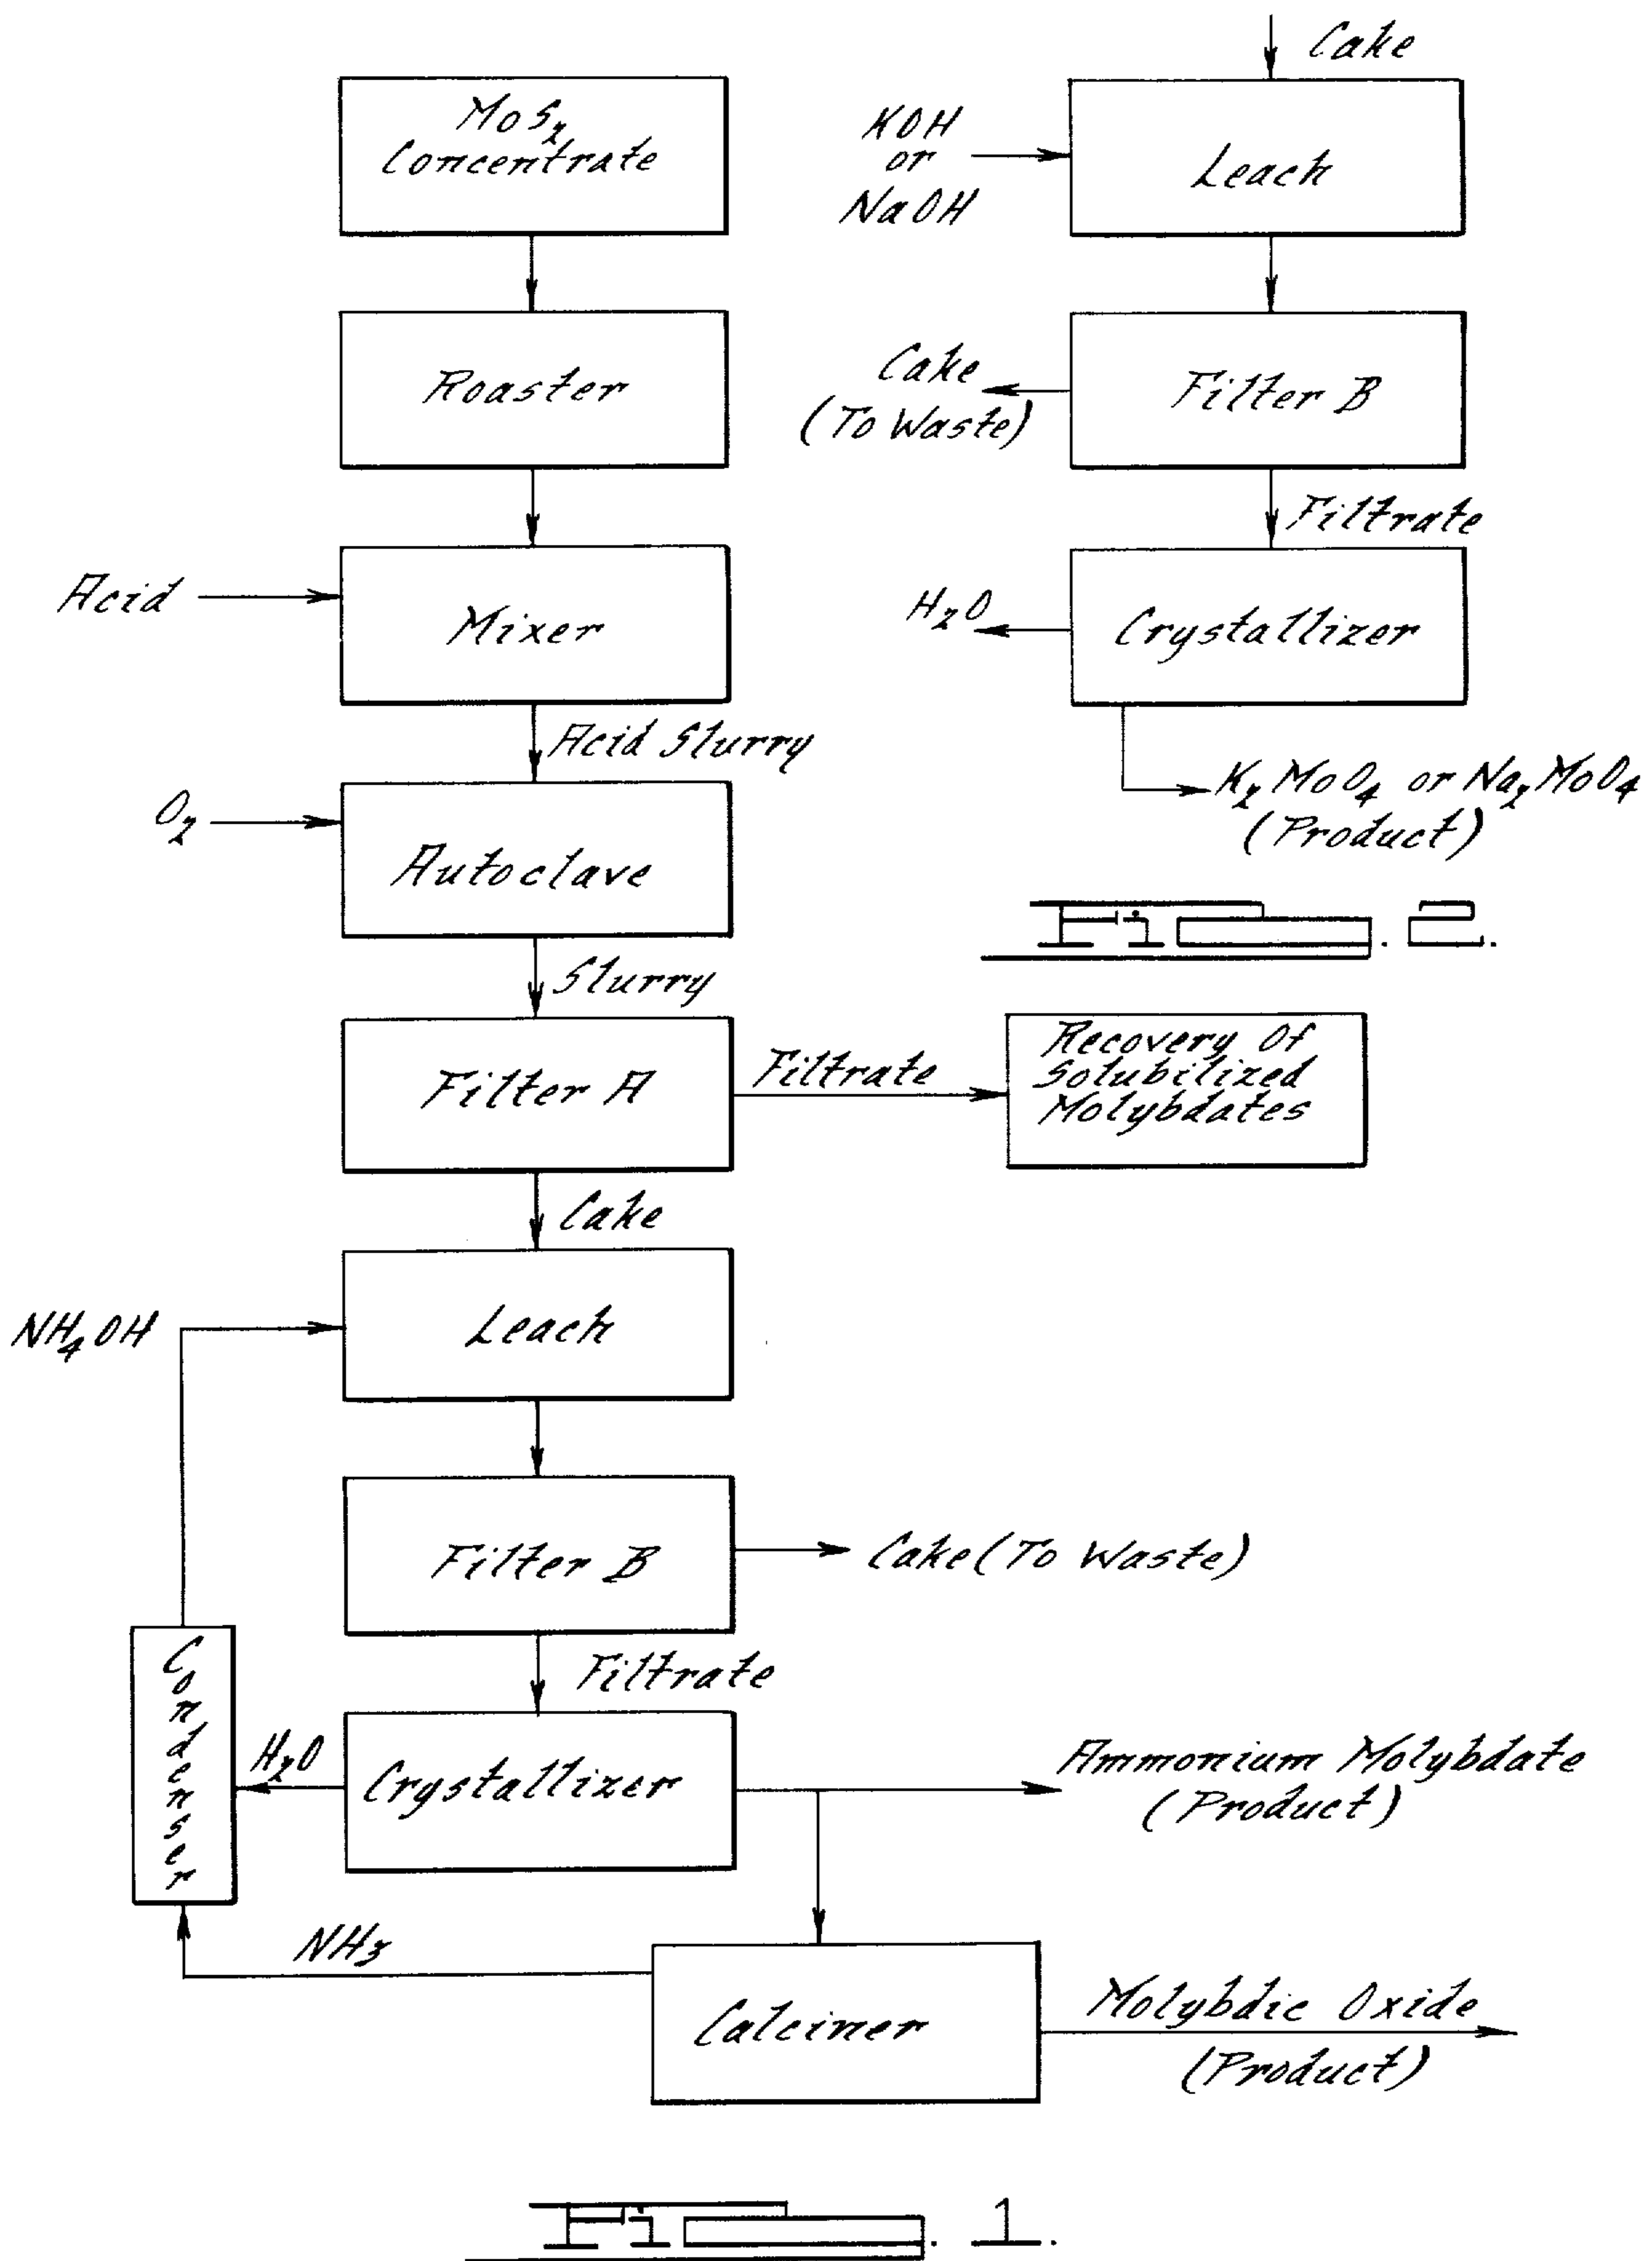 MoS₂
Concentrate
Roaster
Acid
Mixer
Acid Slurry
O₂
Autoclave
Slurry
Filter A
Filtrate
Recovery Of
Solubilized
Molybdates
Cake
NH₄OH
Leach
Filter B
Cake (To Waste)
Filtrate
Condenser
H₂O
Crystallizer
Ammonium Molybdate
(Product)
NH₃
Calciner
Molybdic Oxide
(Product)
Fig. 1.
Cake
KOH
or
NaOH
Leach
Cake
(To Waste)
Filter B
Filtrate
H₂O
Crystallizer
K₂MoO₄ or Na₂MoO₄
(Product)
Fig. 2.